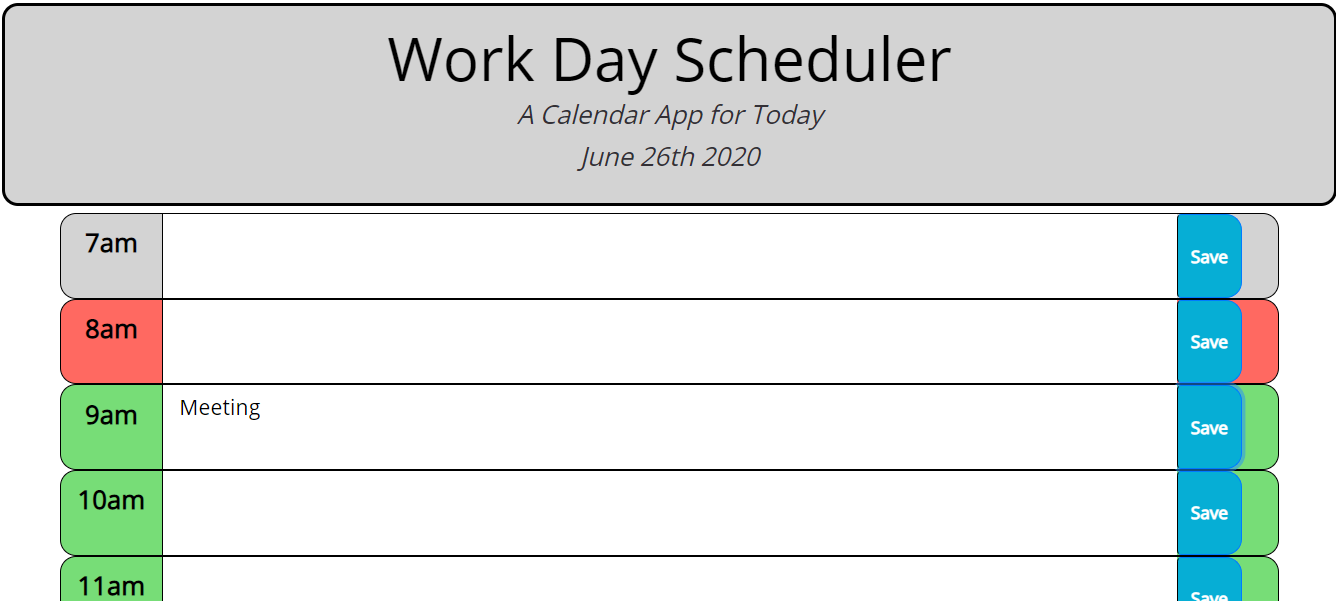 Work Day Scheduler
A Calendar App for Today
June 26th 2020
7am
Save
8am
Save
9am
Meeting
Save
10am
Save
11am
Save